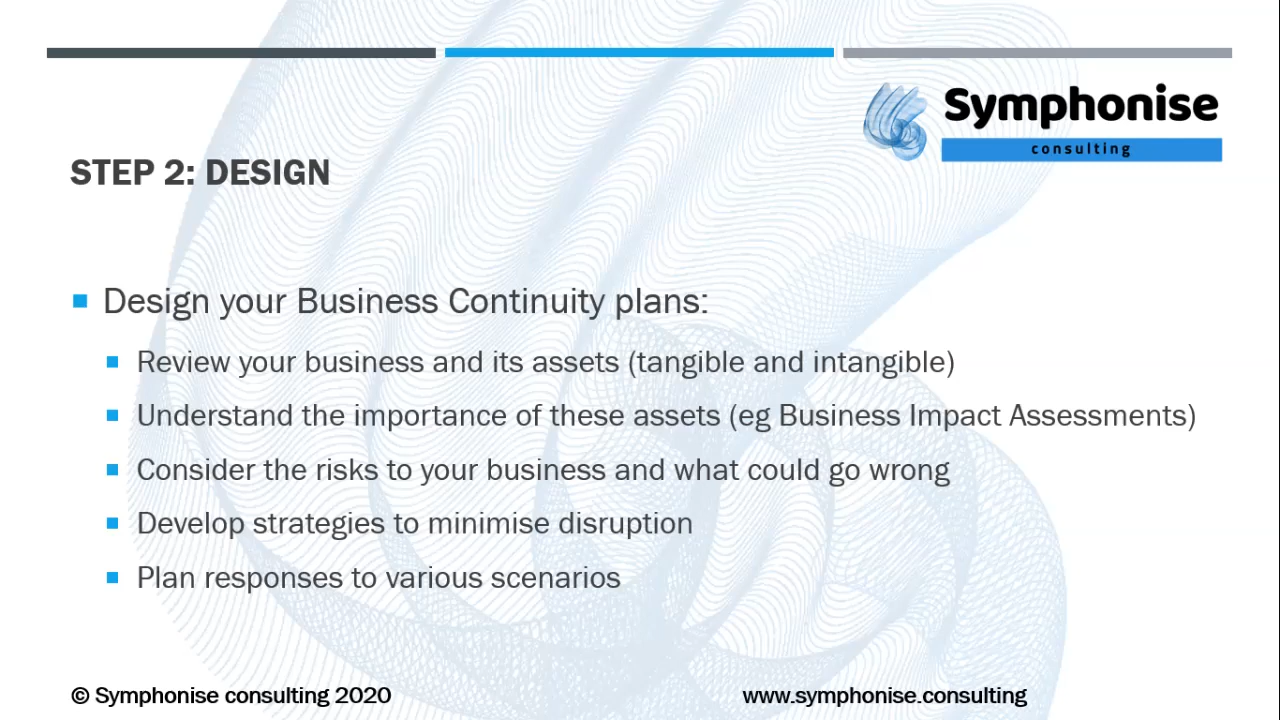 Symphonise
consulting
STEP 2: DESIGN
Design your Business Continuity plans:
Review your business and its assets (tangible and intangible)
Understand the importance of these assets (eg Business Impact Assessments)
Consider the risks to your business and what could go wrong
Develop strategies to minimise disruption
Plan responses to various scenarios
© Symphonise consulting 2020
www.symphonise.consulting